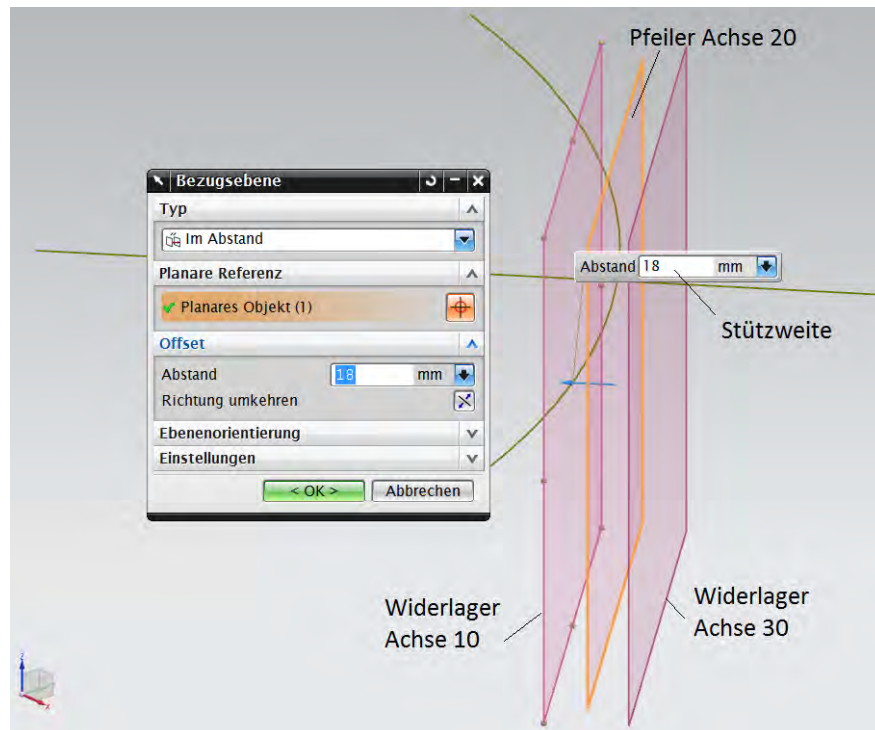 Pfeiler Achse 20
Bezugsebene
Typ
Im Abstand
Planare Referenz
Planares Objekt (1)
Offset
Abstand 18 mm
Richtung umkehren
Ebenenorientierung
Einstellungen
< OK > Abbrechen
Abstand 18 mm
Stützweite
Widerlager
Achse 10
Widerlager
Achse 30
z
x